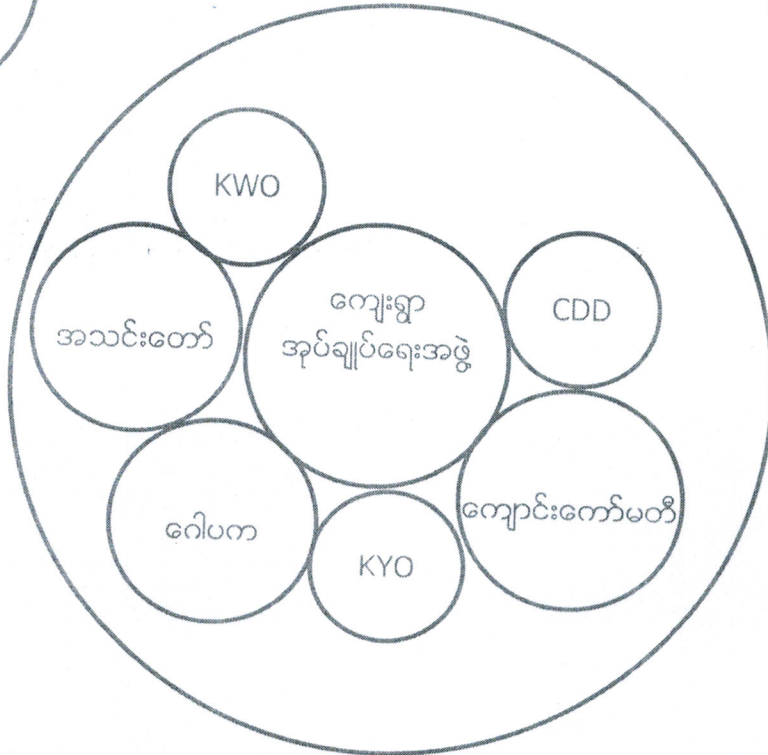 KWO
ကျေးရွာ
အုပ်ချုပ်ရေးအဖွဲ့
CDD
အသင်းတော်
ဂေါပက
KYO
ကျောင်းကော်မတီ